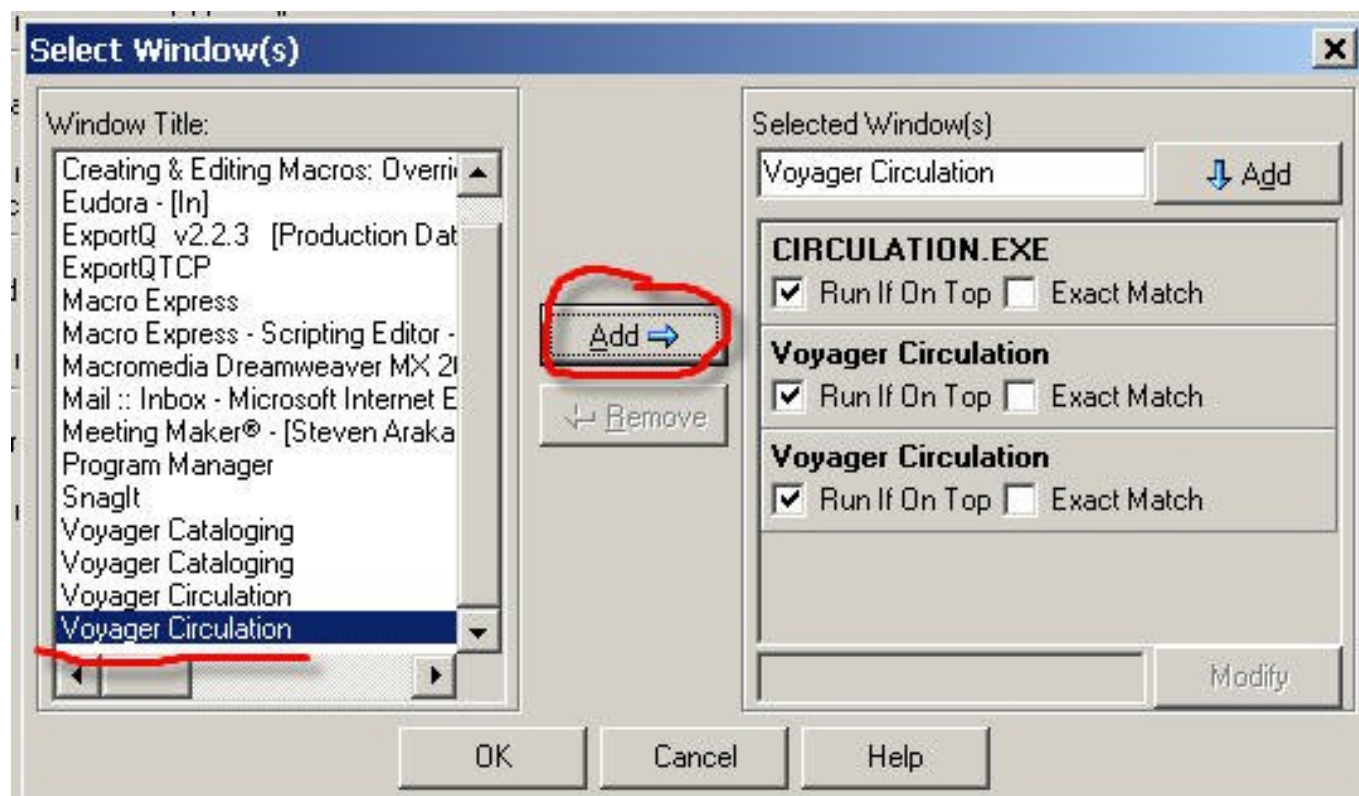 Select Window(s)
Window Title:
Creating & Editing Macros: Overri
Eudora - [In]
ExportQ v2.2.3 [Production Dat
ExportQTCP
Macro Express
Macro Express - Scripting Editor -
Macromedia Dreamweaver MX 20
Mail :: Inbox - Microsoft Internet E
Meeting Maker® - [Steven Araka
Program Manager
SnagIt
Voyager Cataloging
Voyager Cataloging
Voyager Circulation
Voyager Circulation
Add
Remove
Selected Window(s)
Voyager Circulation
Add
CIRCULATION.EXE
Run If On Top Exact Match
Voyager Circulation
Run If On Top Exact Match
Voyager Circulation
Run If On Top Exact Match
Modify
OK Cancel Help